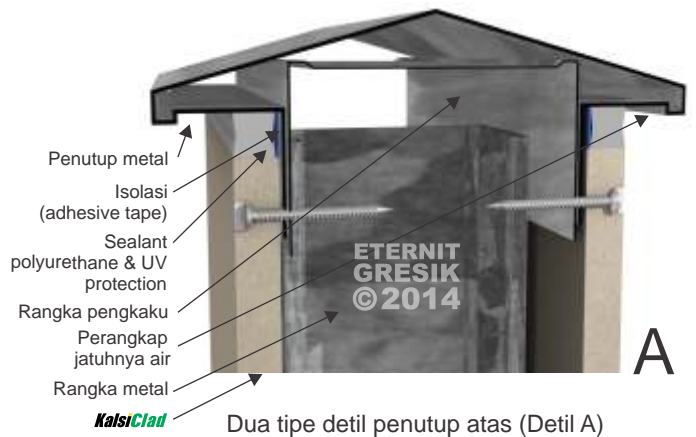 Penutup metal
Isolasi
(adhesive tape)
Sealant
polyurethane & UV
protection
Rangka pengkaku
Perangkap
jatuhnya air
Rangka metal
KalsiClad
ETERNIT
GRESIK
©2014
A
Dua tipe detil penutup atas (Detil A)